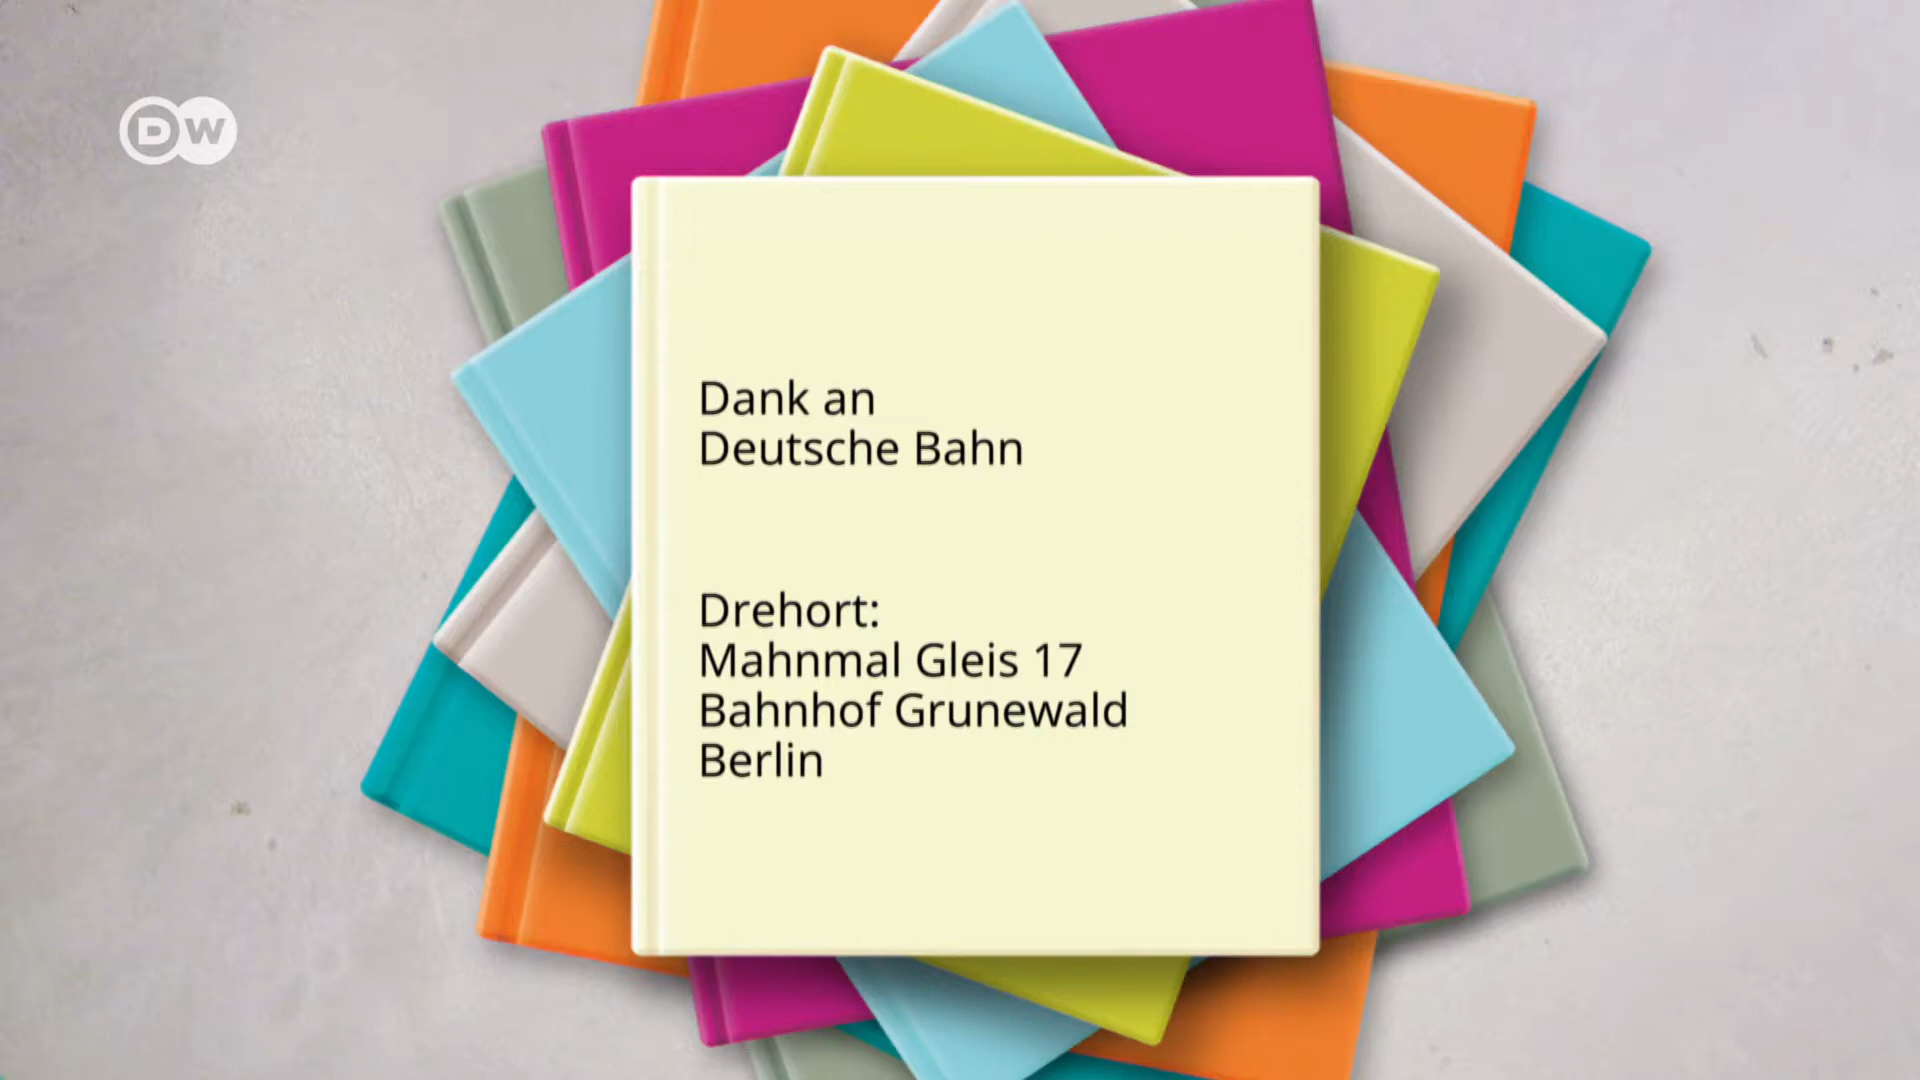 DW
Dank an
Deutsche Bahn
Drehort:
Mahnmal Gleis 17
Bahnhof Grunewald
Berlin